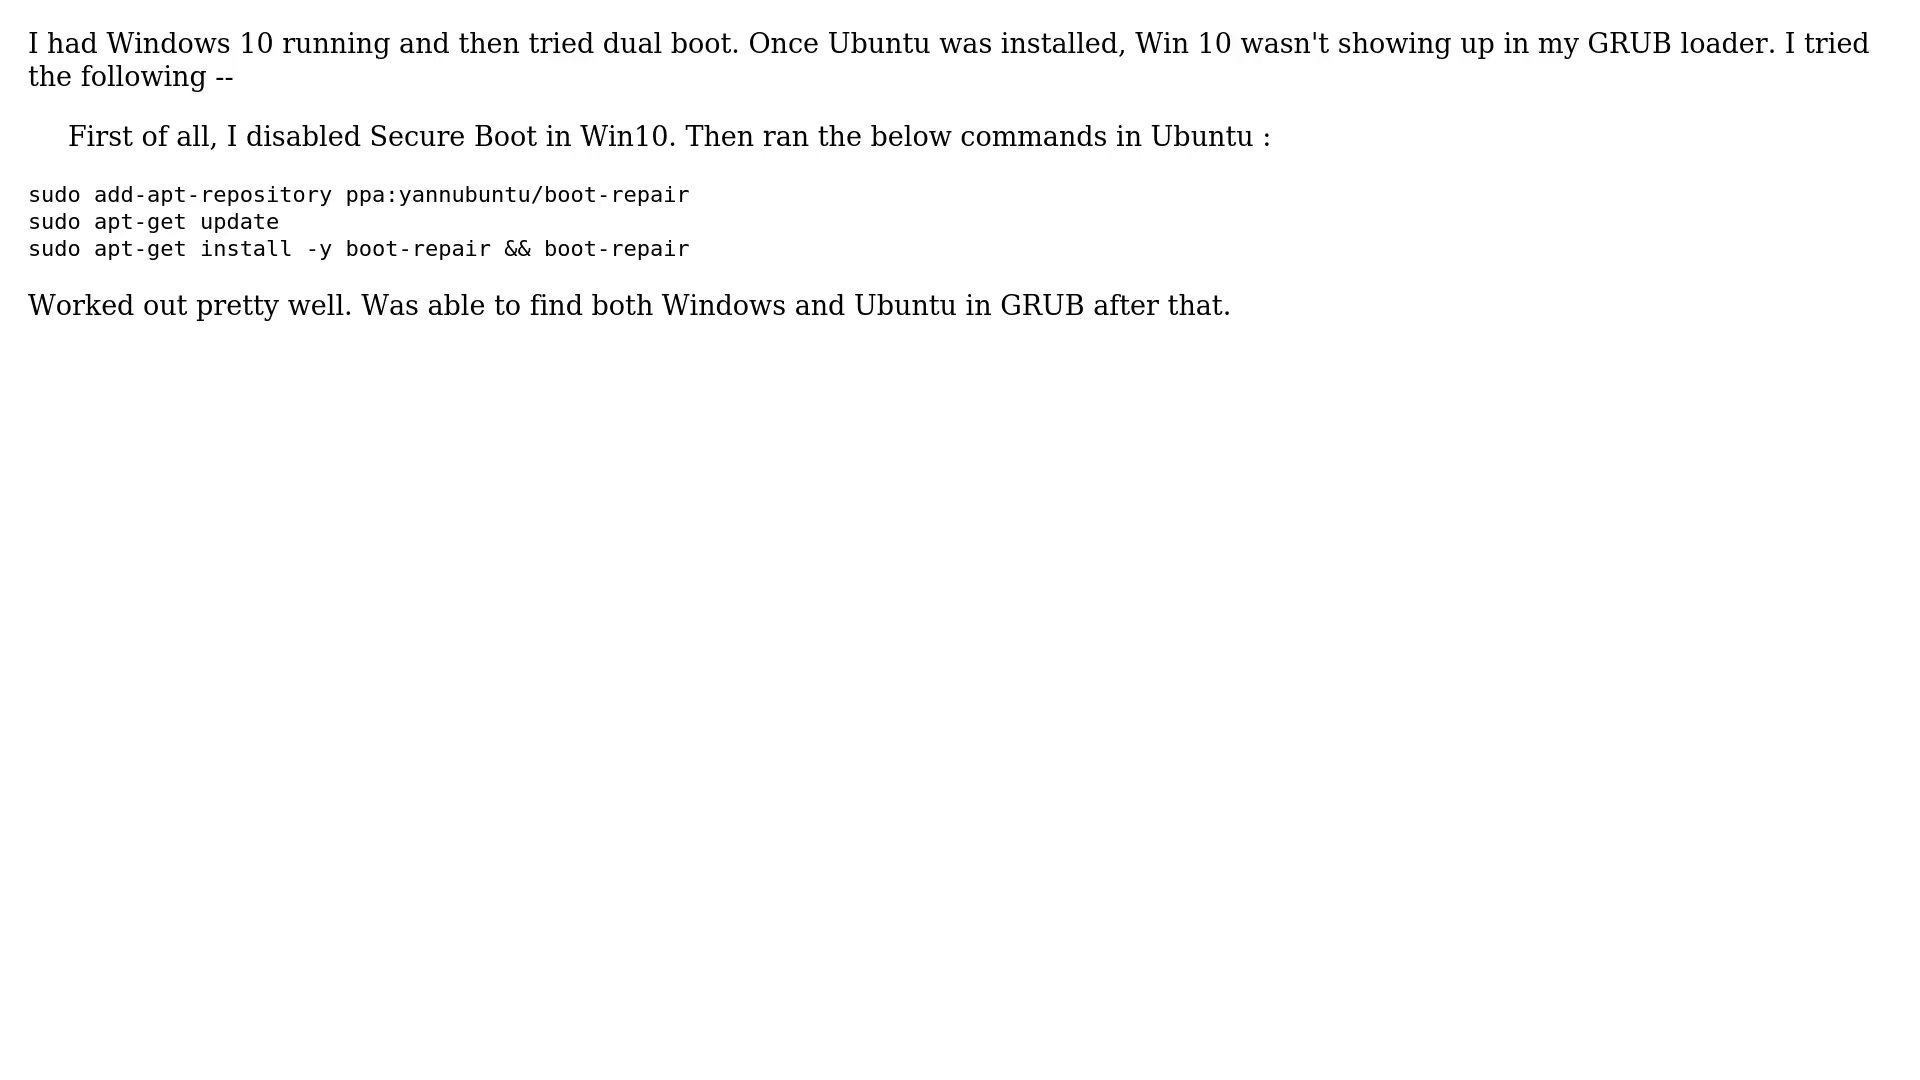 I had Windows 10 running and then tried dual boot. Once Ubuntu was installed, Win 10 wasn't showing up in my GRUB loader. I tried
the following --
First of all, I disabled Secure Boot in Win10. Then ran the below commands in Ubuntu :
sudo add-apt-repository ppa:yannubuntu/boot-repair
sudo apt-get update
sudo apt-get install -y boot-repair && boot-repair
Worked out pretty well. Was able to find both Windows and Ubuntu in GRUB after that.